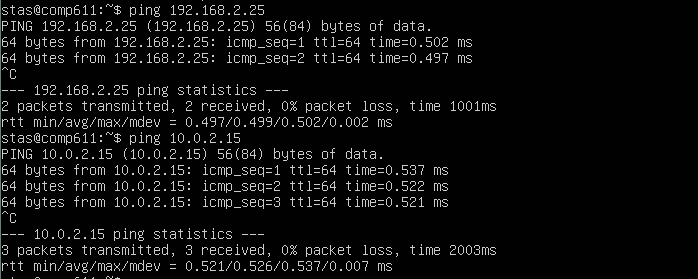 stas@comp611:~$ ping 192.168.2.25
PING 192.168.2.25 (192.168.2.25) 56(84) bytes of data.
64 bytes from 192.168.2.25: icmp_seq=1 ttl=64 time=0.502 ms
64 bytes from 192.168.2.25: icmp_seq=2 ttl=64 time=0.497 ms
^C
--- 192.168.2.25 ping statistics ---
2 packets transmitted, 2 received, 0% packet loss, time 1001ms
rtt min/avg/max/mdev = 0.497/0.499/0.502/0.002 ms
stas@comp611:~$ ping 10.0.2.15
PING 10.0.2.15 (10.0.2.15) 56(84) bytes of data.
64 bytes from 10.0.2.15: icmp_seq=1 ttl=64 time=0.537 ms
64 bytes from 10.0.2.15: icmp_seq=2 ttl=64 time=0.522 ms
64 bytes from 10.0.2.15: icmp_seq=3 ttl=64 time=0.521 ms
^C
--- 10.0.2.15 ping statistics ---
3 packets transmitted, 3 received, 0% packet loss, time 2003ms
rtt min/avg/max/mdev = 0.521/0.526/0.537/0.007 ms